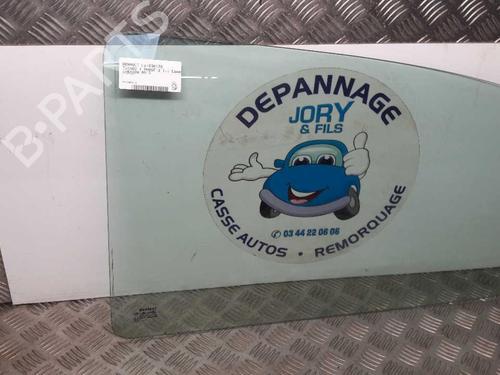 B-PARTS
DEPANNAGE
JORY
& FILS
CASSE AUTOS • REMORQUAGE
03 44 22 06 06